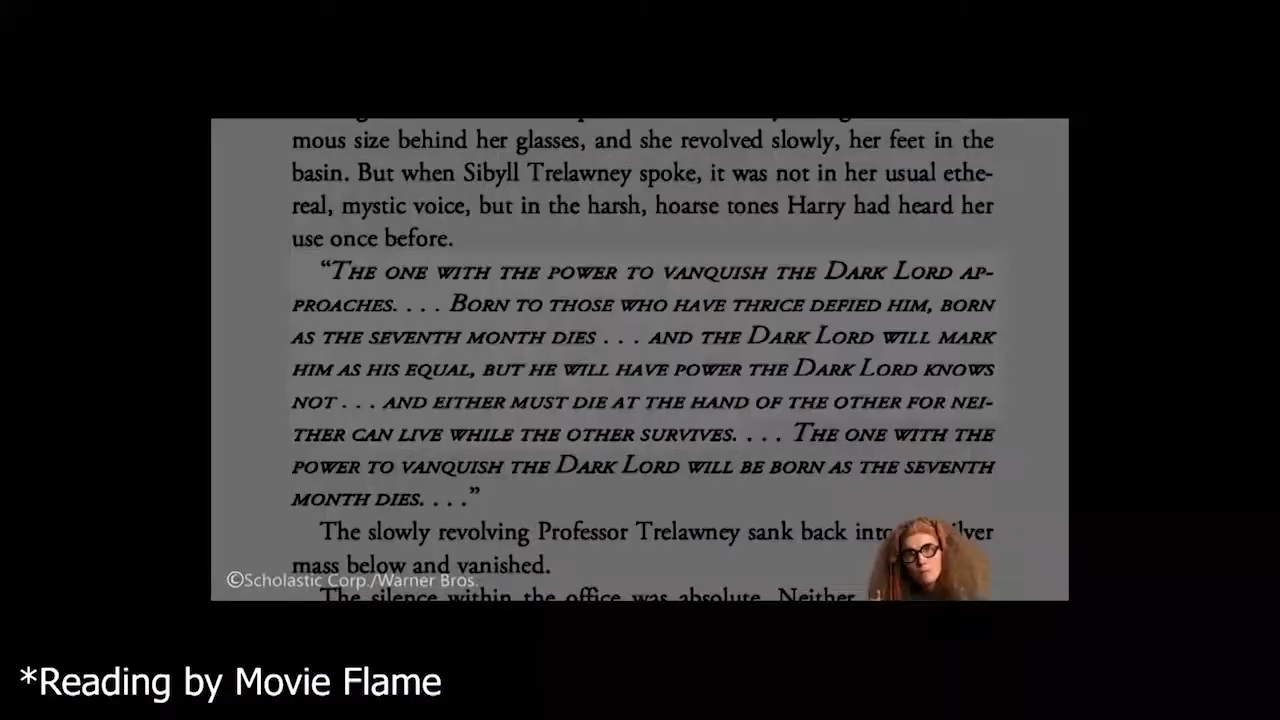 mous size behind her glasses, and she revolved slowly, her feet in the
basin. But when Sibyll Trelawney spoke, it was not in her usual ethe-
real, mystic voice, but in the harsh, hoarse tones Harry had heard her
use once before.
“THE ONE WITH THE POWER TO VANQUISH THE DARK LORD AP-
PROACHES. . . . BORN TO THOSE WHO HAVE THRICE DEFIED HIM, BORN
AS THE SEVENTH MONTH DIES . . . AND THE DARK LORD WILL MARK
HIM AS HIS EQUAL, BUT HE WILL HAVE POWER THE DARK LORD KNOWS
NOT . . . AND EITHER MUST DIE AT THE HAND OF THE OTHER FOR NEI-
THER CAN LIVE WHILE THE OTHER SURVIVES. . . . THE ONE WITH THE
POWER TO VANQUISH THE DARK LORD WILL BE BORN AS THE SEVENTH
MONTH DIES. . . .”
The slowly revolving Professor Trelawney sank back
mass below and vanished.
©Scholastic Corp./Warner Bros.
The silence within the office was absolute. Neither
*Reading by Movie Flame